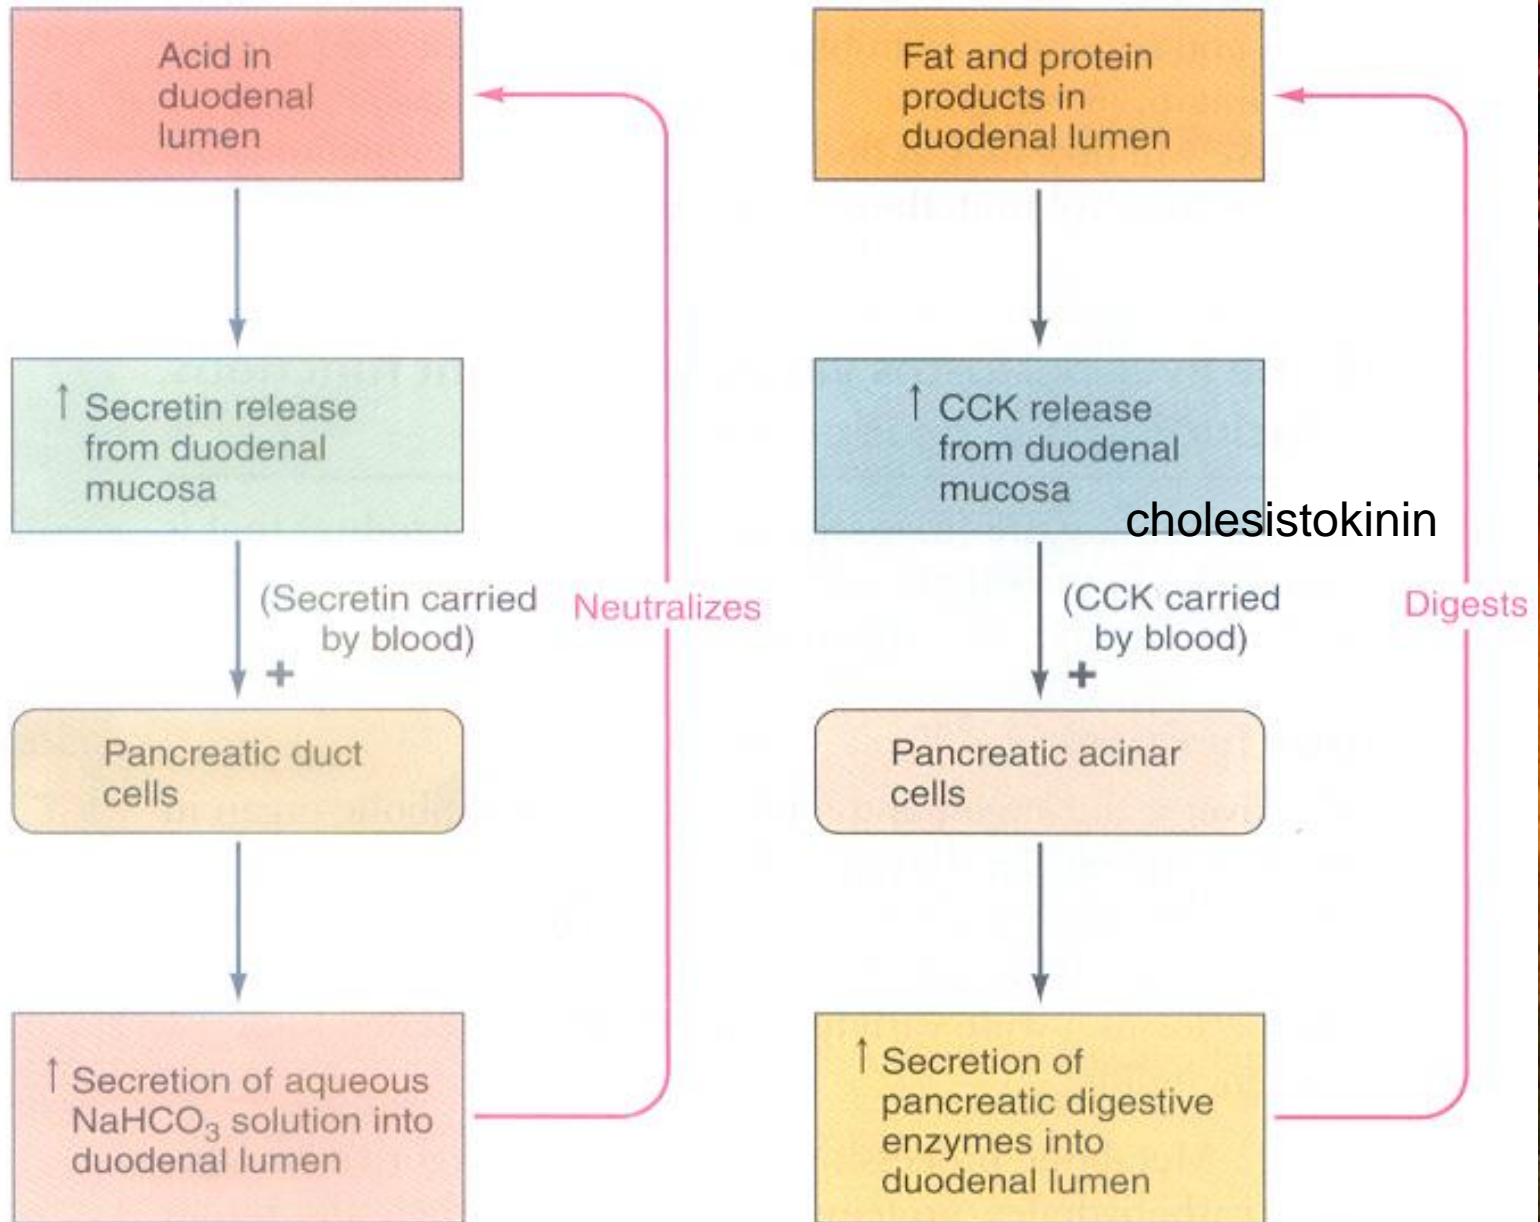 Acid in
duodenal
lumen
↑ Secretin release
from duodenal
mucosa
(Secretin carried
by blood)
+
Neutralizes
Pancreatic duct
cells
↑ Secretion of aqueous
NaHCO₃ solution into
duodenal lumen
Fat and protein
products in
duodenal lumen
↑ CCK release
from duodenal
mucosa
cholesistokinin
(CCK carried
by blood)
+
Digests
Pancreatic acinar
cells
↑ Secretion of
pancreatic digestive
enzymes into
duodenal lumen